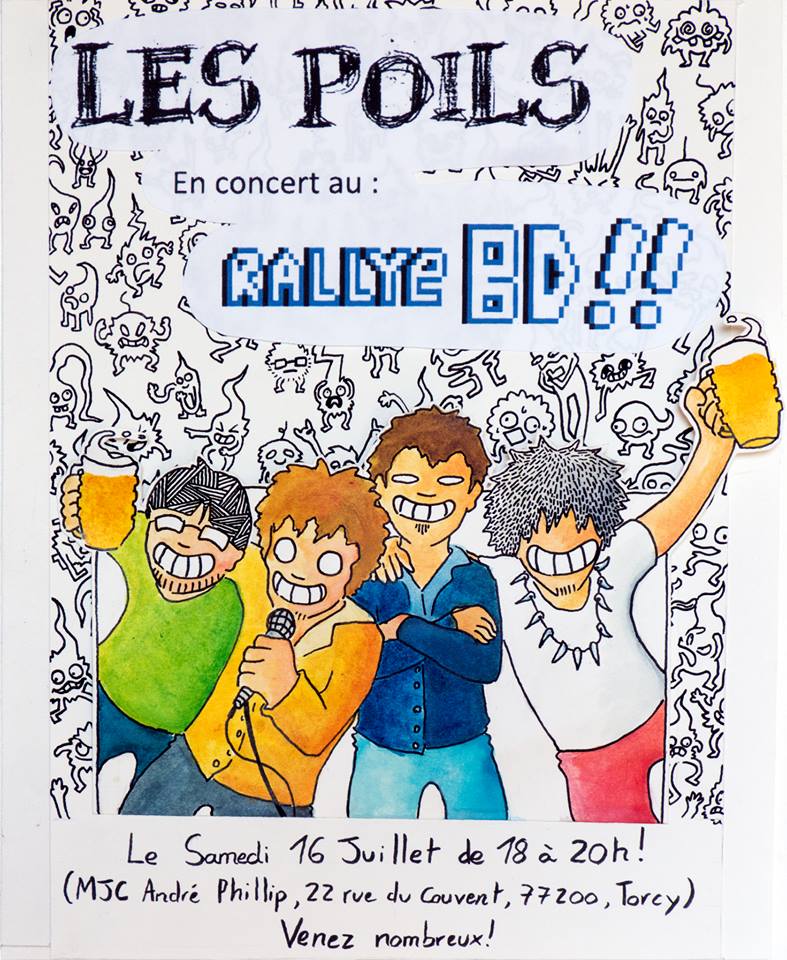 LES POILS
En concert au :
RALLYE BD!!
Le Samedi 16 Juillet de 18 à 20h!
(MJC André Phillip, 22 rue du Couvent, 77200, Torcy)
Venez nombreux!